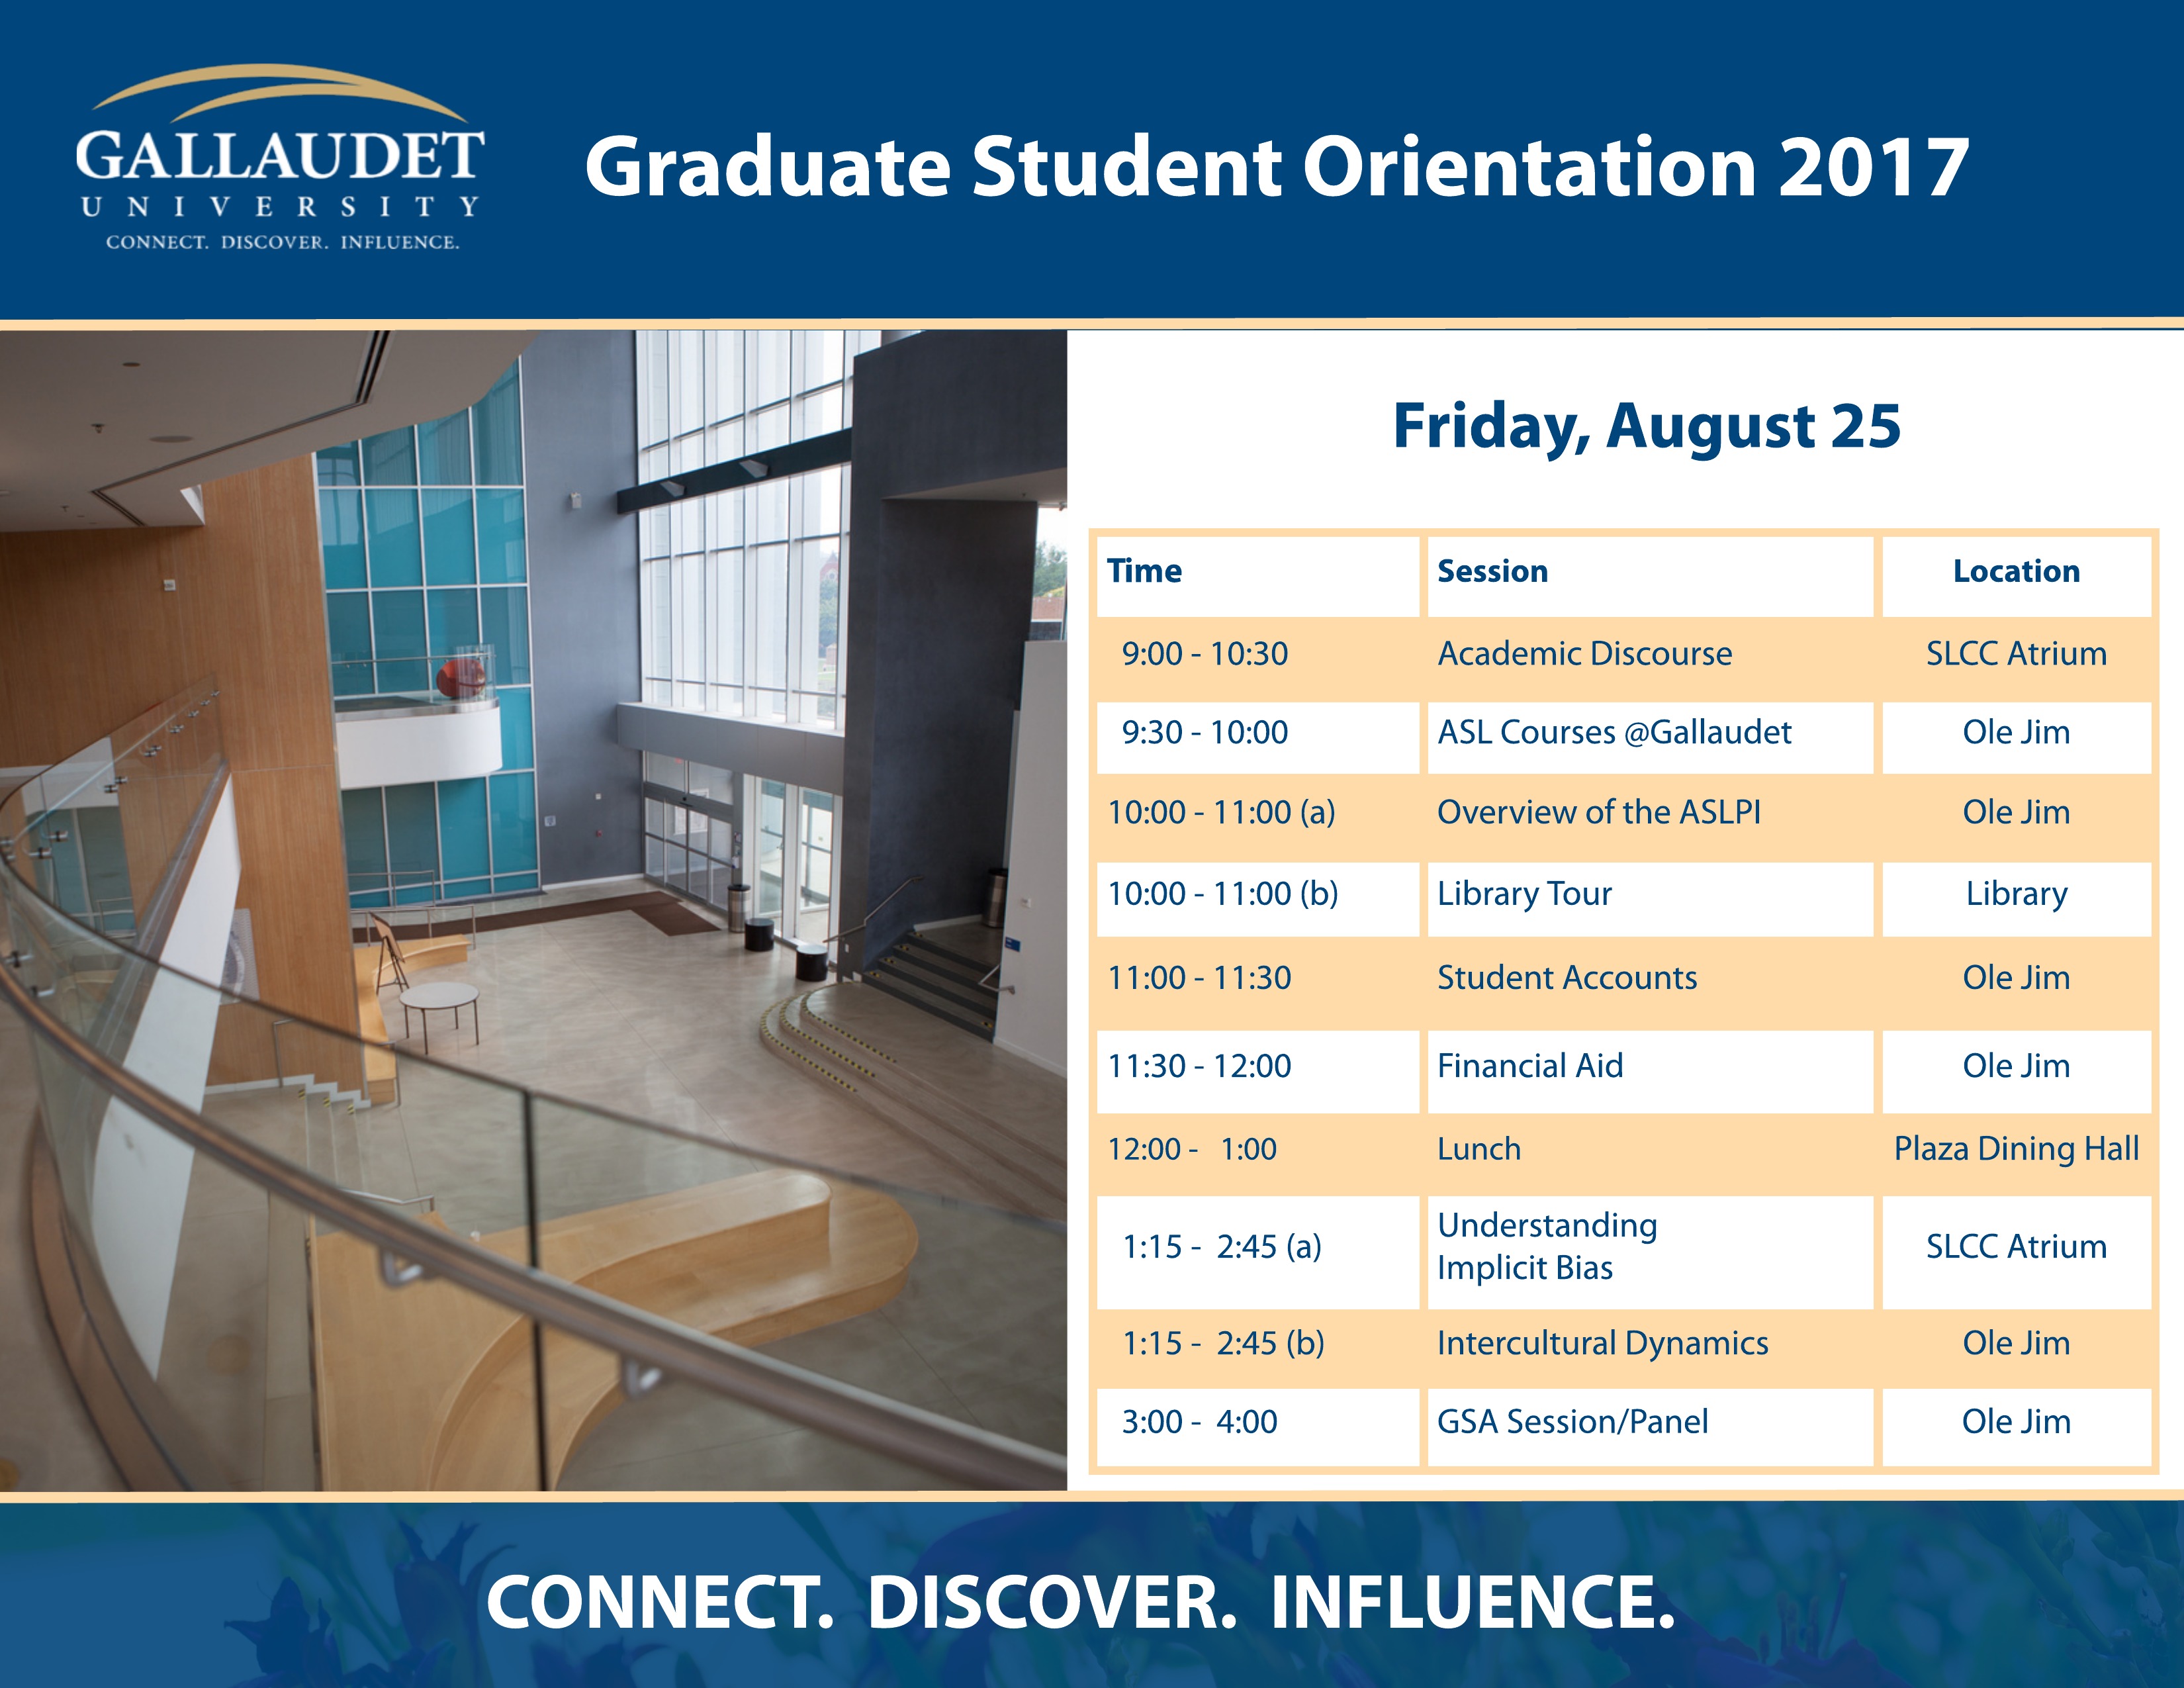 GALLAUDET
UNIVERSITY
CONNECT. DISCOVER. INFLUENCE.
Graduate Student Orientation 2017
Friday, August 25
Time Session Location
9:00 - 10:30 Academic Discourse SLCC Atrium
9:30 - 10:00 ASL Courses @Gallaudet Ole Jim
10:00 - 11:00 (a) Overview of the ASLPI Ole Jim
10:00 - 11:00 (b) Library Tour Library
11:00 - 11:30 Student Accounts Ole Jim
11:30 - 12:00 Financial Aid Ole Jim
12:00 - 1:00 Lunch Plaza Dining Hall
1:15 - 2:45 (a) Understanding
Implicit Bias SLCC Atrium
1:15 - 2:45 (b) Intercultural Dynamics Ole Jim
3:00 - 4:00 GSA Session/Panel Ole Jim
CONNECT. DISCOVER. INFLUENCE.